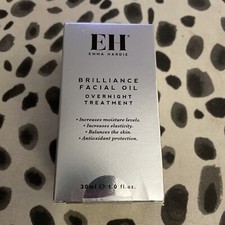 EH
EMMA HARDIE
BRILLIANCE
FACIAL OIL
OVERNIGHT
TREATMENT
• Increases moisture levels.
• Increases elasticity.
• Balances the skin.
• Antioxidant protection.
30ml ℮ 1.0 fl. oz.